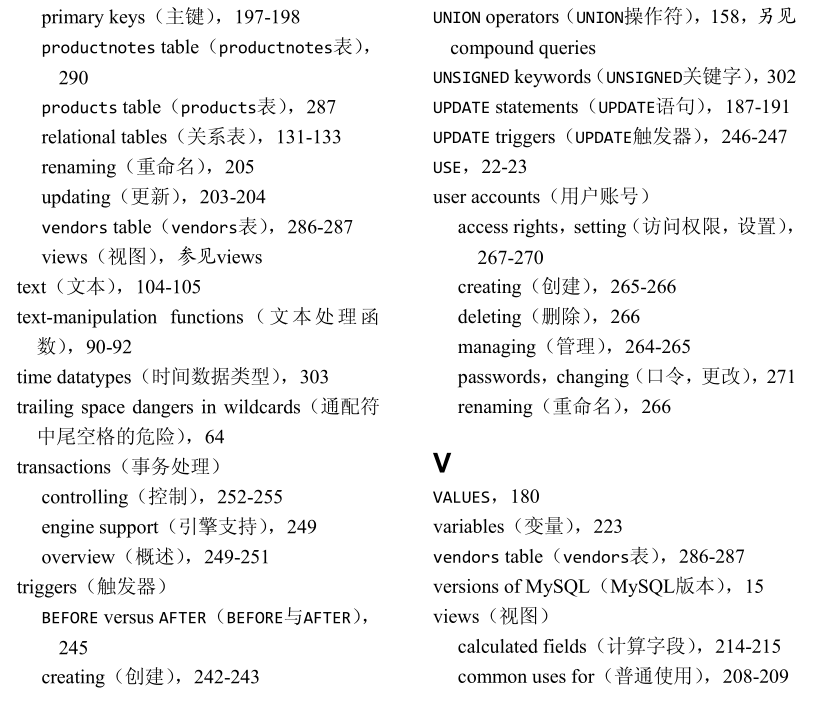 primary keys（主键），197-198
productnotes table（productnotes表），
290
products table（products表），287
relational tables（关系表），131-133
renaming（重命名），205
updating（更新），203-204
vendors table（vendors表），286-287
views（视图），参见views
text（文本），104-105
text-manipulation functions（文本处理函
数），90-92
time datatypes（时间数据类型），303
trailing space dangers in wildcards（通配符
中尾空格的危险），64
transactions（事务处理）
controlling（控制），252-255
engine support（引擎支持），249
overview（概述），249-251
triggers（触发器）
BEFORE versus AFTER（BEFORE与AFTER），
245
creating（创建），242-243
UNION operators（UNION操作符），158，另见
compound queries
UNSIGNED keywords（UNSIGNED关键字），302
UPDATE statements（UPDATE语句），187-191
UPDATE triggers（UPDATE触发器），246-247
USE，22-23
user accounts（用户账号）
access rights，setting（访问权限，设置），
267-270
creating（创建），265-266
deleting（删除），266
managing（管理），264-265
passwords，changing（口令，更改），271
renaming（重命名），266
V
VALUES，180
variables（变量），223
vendors table（vendors表），286-287
versions of MySQL（MySQL版本），15
views（视图）
calculated fields（计算字段），214-215
common uses for（普通使用），208-209